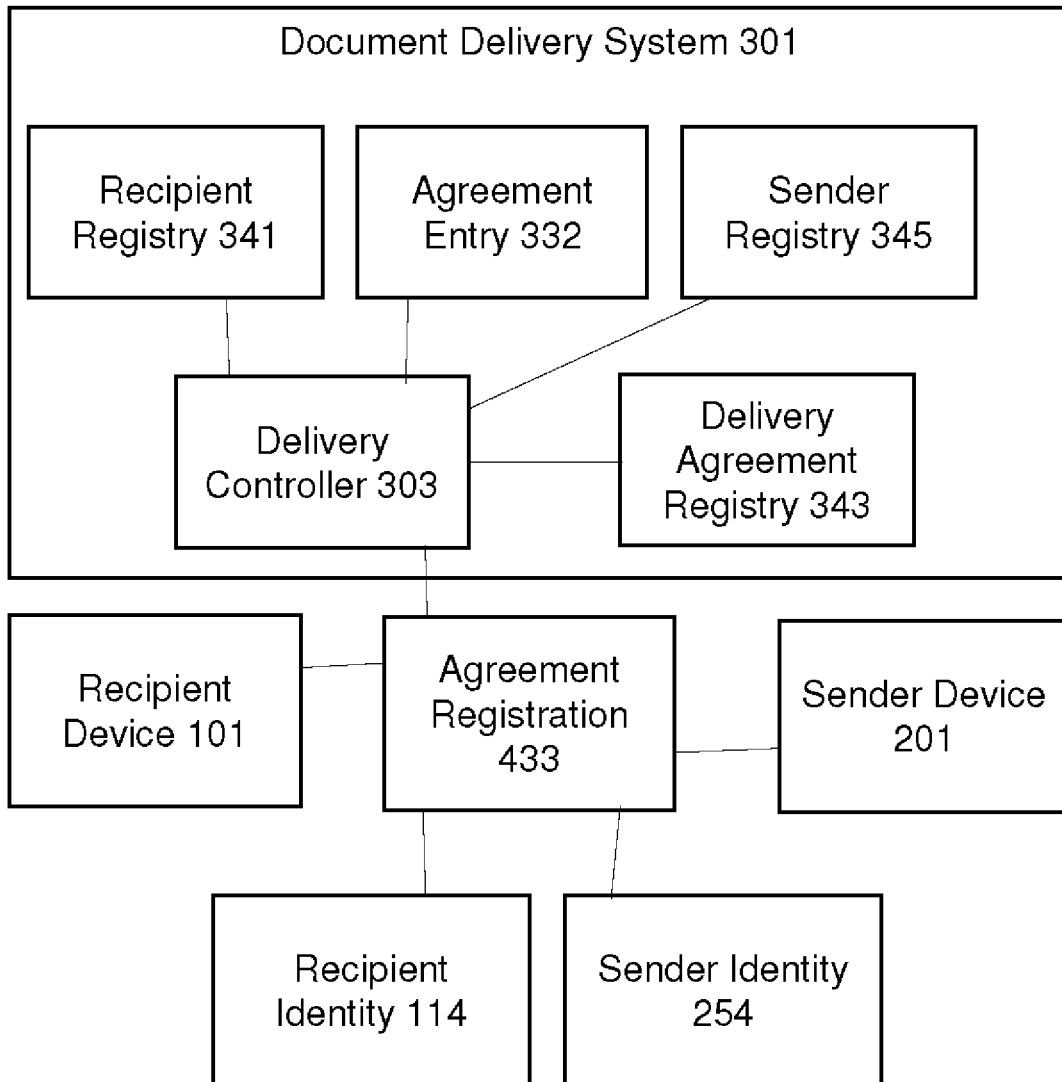 Document Delivery System 301
Recipient
Registry 341
Agreement
Entry 332
Sender
Registry 345
Delivery
Controller 303
Delivery
Agreement
Registry 343
Recipient
Device 101
Agreement
Registration
433
Sender Device
201
Recipient
Identity 114
Sender Identity
254